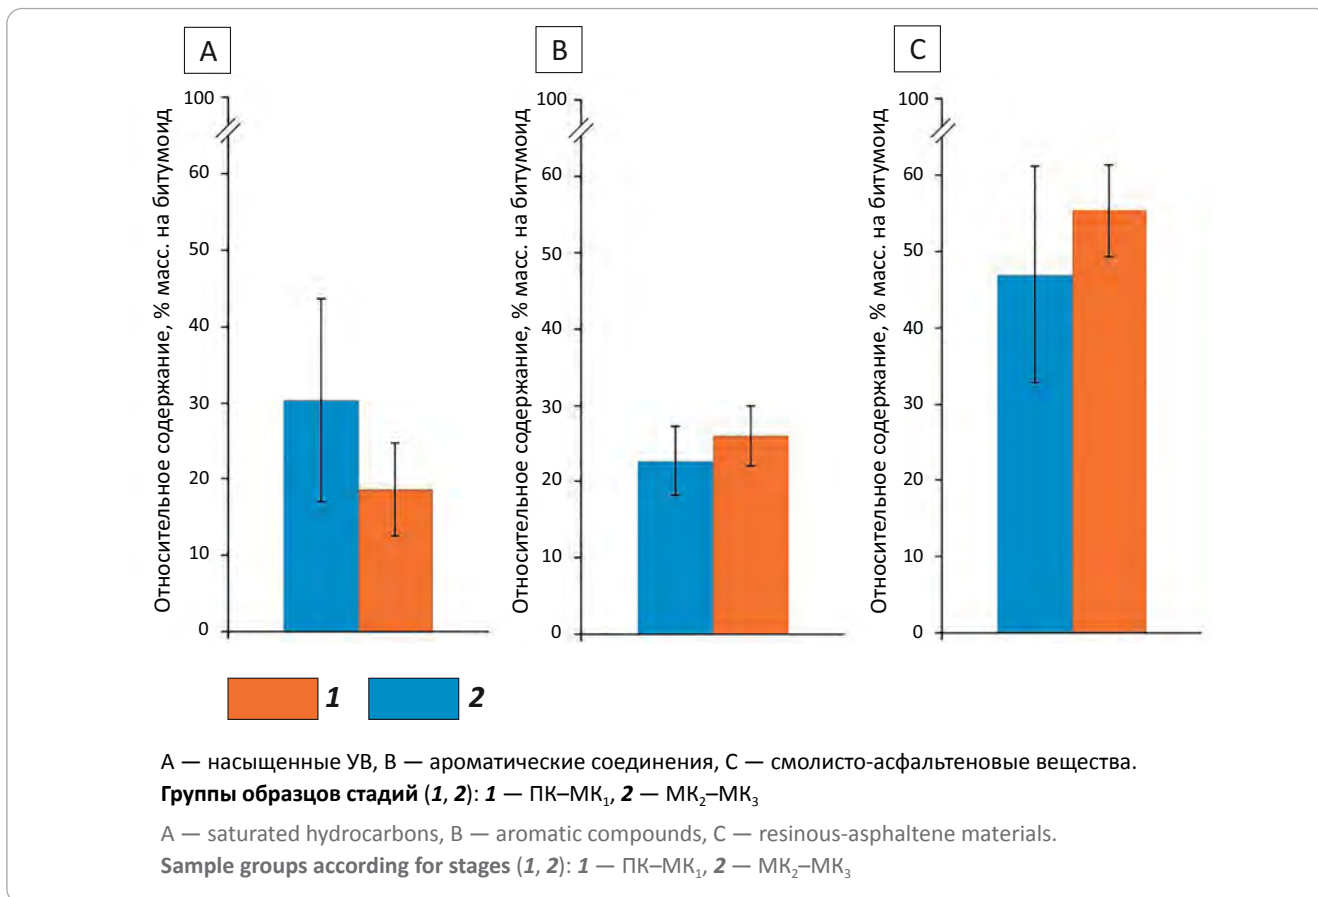 A
B
C
Относительное содержание, % масс. на битумоид
100
60
50
40
30
20
10
0
Относительное содержание, % масс. на битумоид
100
60
50
40
30
20
10
0
Относительное содержание, % масс. на битумоид
100
60
50
40
30
20
10
0
1
2
А — насыщенные УВ, В — ароматические соединения, С — смолисто-асфальтеновые вещества.
Группы образцов стадий (1, 2): 1 — ПК–МК₁, 2 — МК₂–МК₃
A — saturated hydrocarbons, B — aromatic compounds, C — resinous-asphaltene materials.
Sample groups according for stages (1, 2): 1 — ПК–МК₁, 2 — МК₂–МК₃